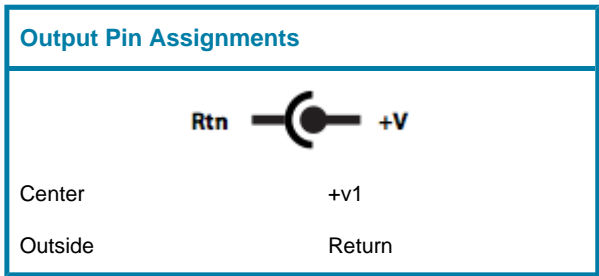 Output Pin Assignments
Rtn +V
Center +v1
Outside Return